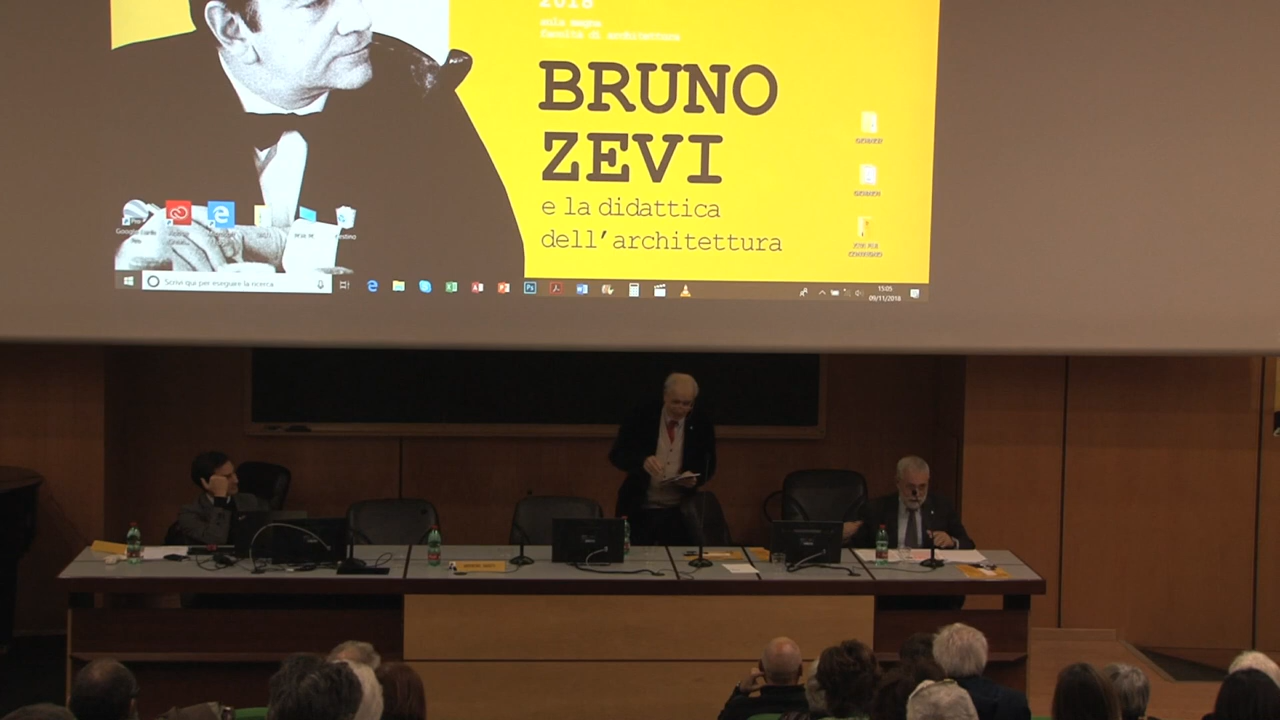 2018
aula magna
facoltà di architettura
BRUNO
ZEVI
e la didattica
dell'architettura
Scrivi qui per eseguire la ricerca
15:05
09/11/2018